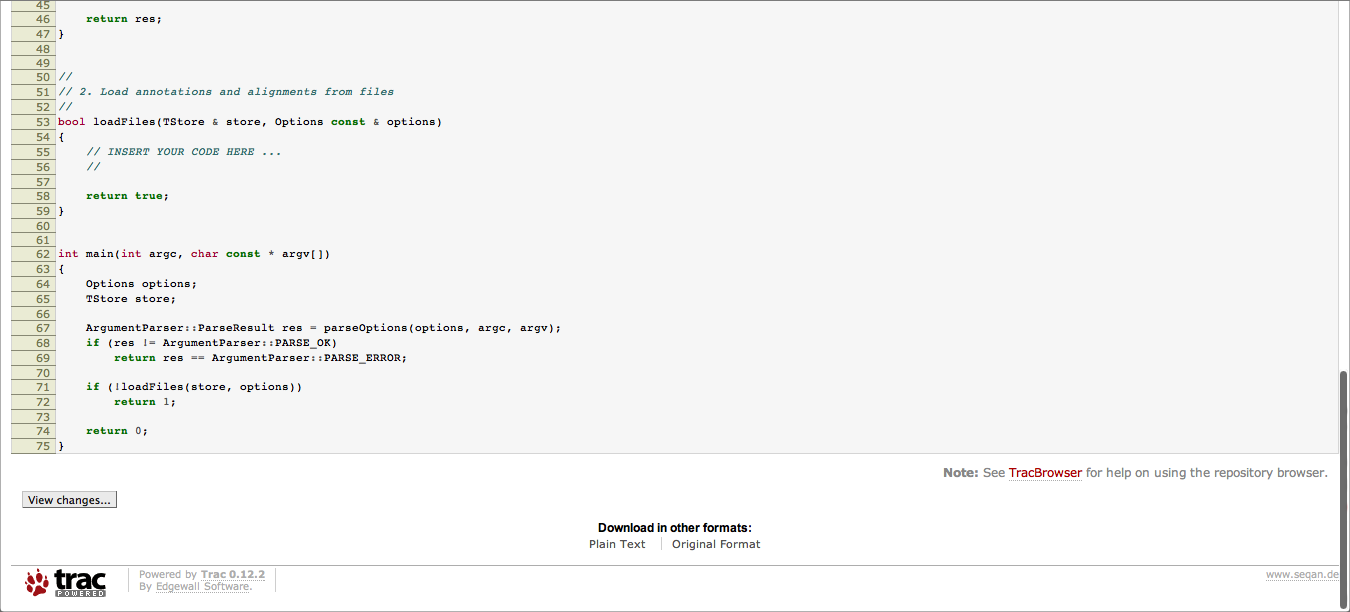 45
46     return res;
47 }
48
49
50 //
51 // 2. Load annotations and alignments from files
52 //
53 bool loadFiles(TStore & store, Options const & options)
54 {
55     // INSERT YOUR CODE HERE ...
56     //
57
58     return true;
59 }
60
61
62 int main(int argc, char const * argv[])
63 {
64     Options options;
65     TStore store;
66
67     ArgumentParser::ParseResult res = parseOptions(options, argc, argv);
68     if (res != ArgumentParser::PARSE_OK)
69         return res == ArgumentParser::PARSE_ERROR;
70
71     if (!loadFiles(store, options))
72         return 1;
73
74     return 0;
75 }
Note: See TracBrowser for help on using the repository browser.
View changes...
Download in other formats:
Plain Text
Original Format
trac
POWERED
Powered by Trac 0.12.2
By Edgewall Software.
www.seqan.de